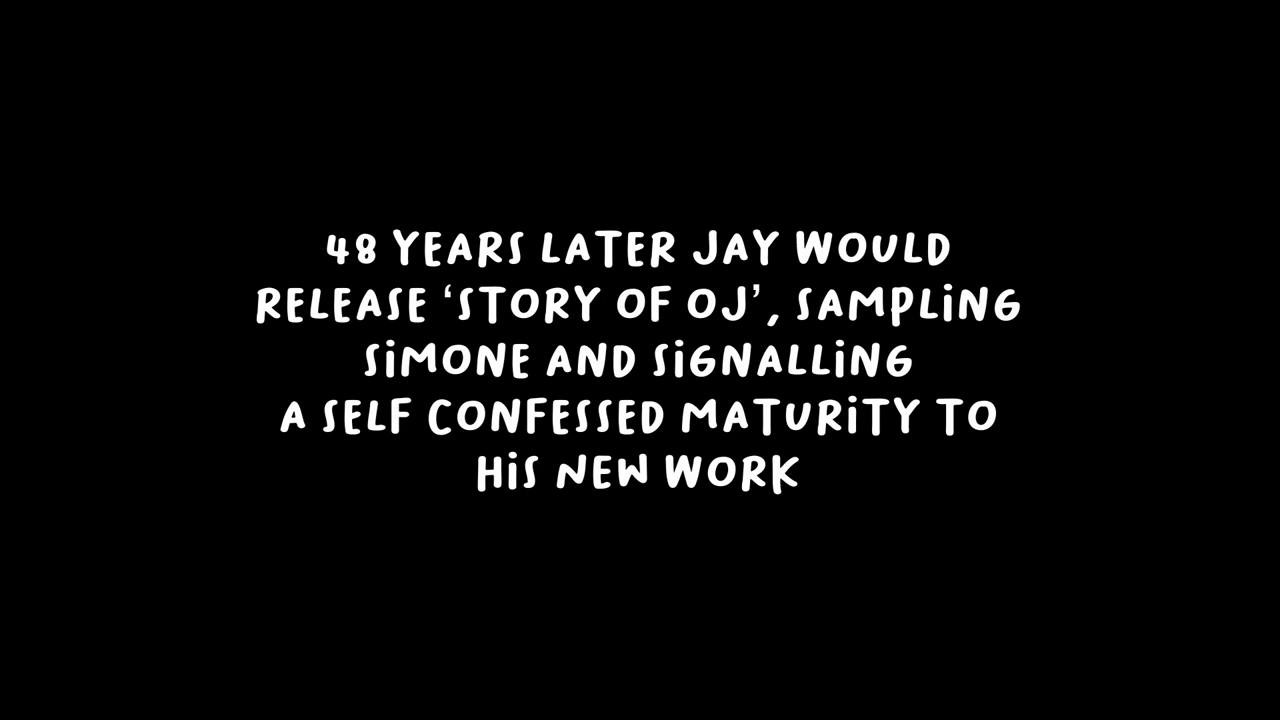 48 YEARS LATER JAY WOULD
RELEASE ‘STORY OF OJ’, SAMPLING
SIMONE AND SIGNALLING
A SELF CONFESSED MATURITY TO
HIS NEW WORK